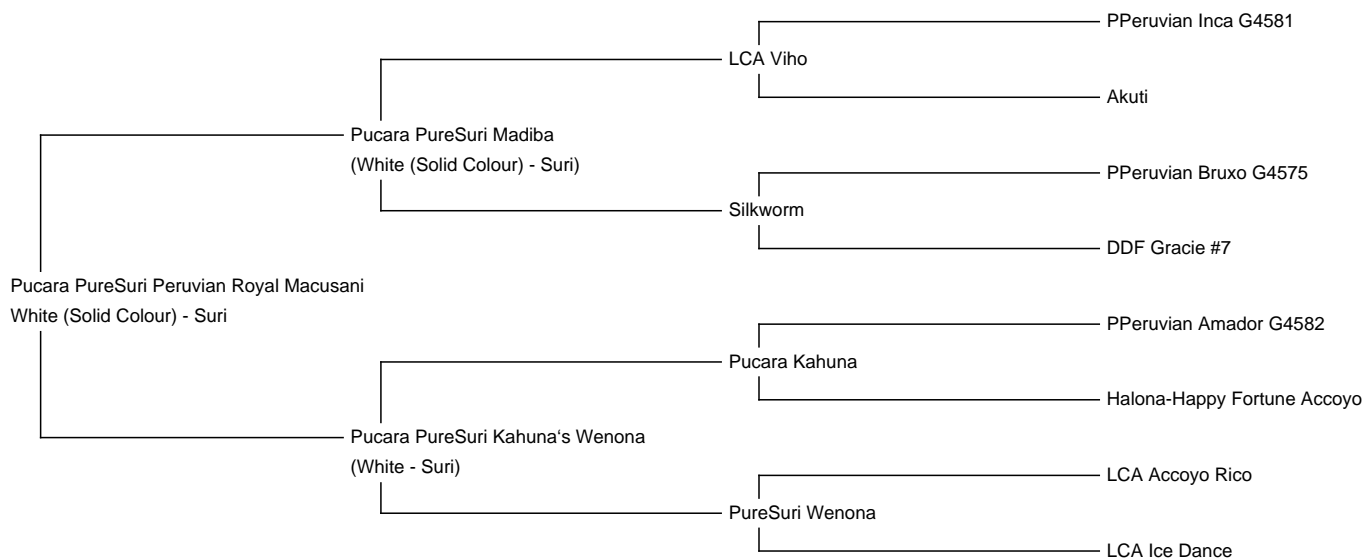 PPeruvian Inca G4581
LCA Viho
Akuti
Pucara PureSuri Madiba
(White (Solid Colour) - Suri)
PPeruvian Bruxo G4575
Silkworm
DDF Gracie #7
Pucara PureSuri Peruvian Royal Macusani
White (Solid Colour) - Suri
PPeruvian Amador G4582
Pucara Kahuna
Halona-Happy Fortune Accoyo
Pucara PureSuri Kahuna‘s Wenona
(White - Suri)
LCA Accoyo Rico
PureSuri Wenona
LCA Ice Dance